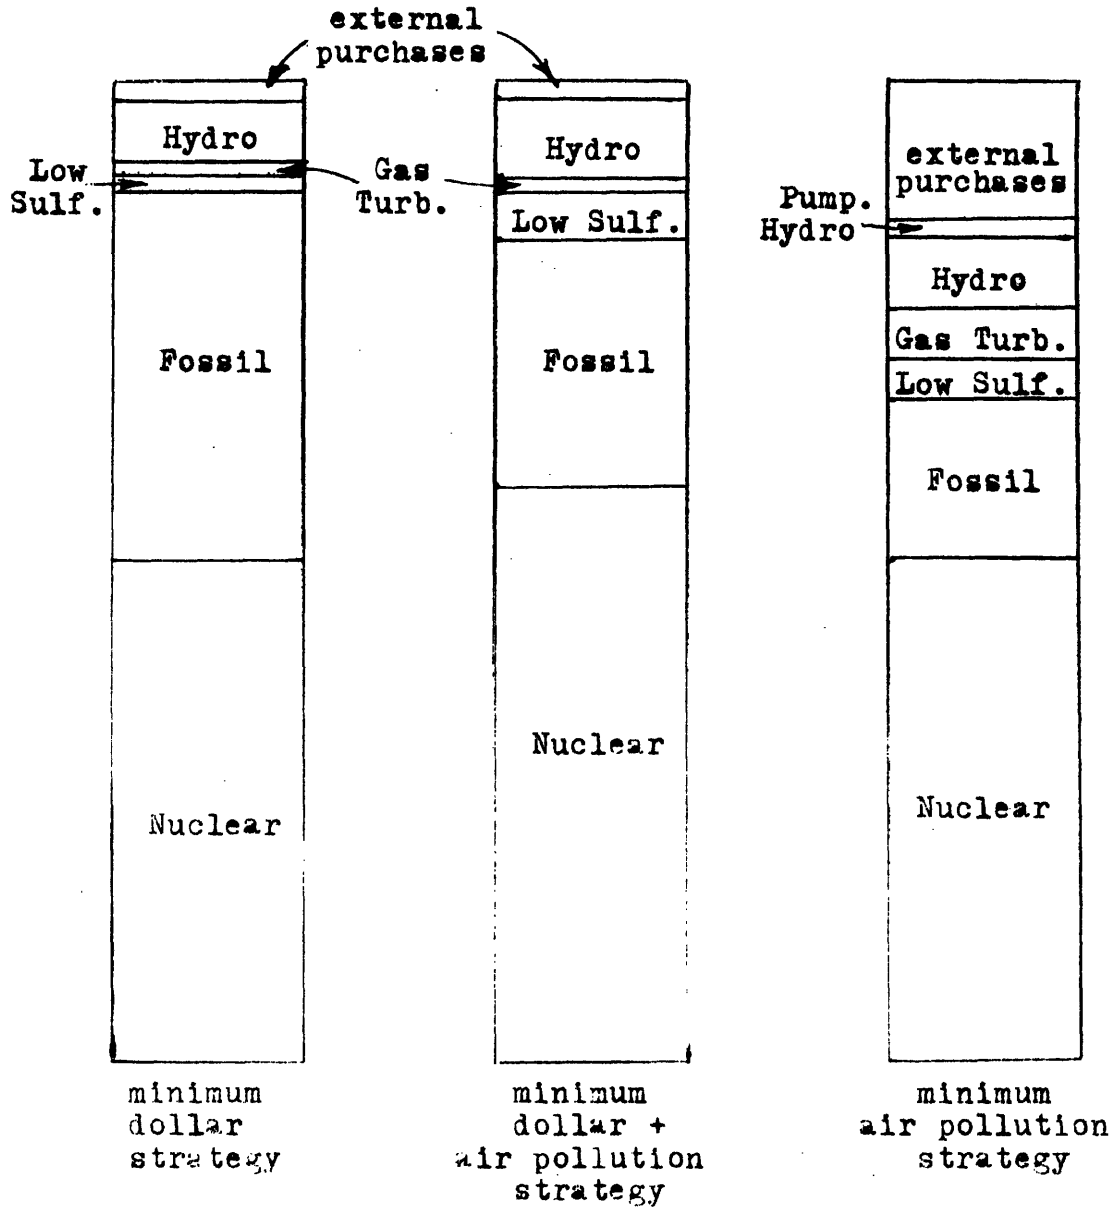 external
purchases
Hydro
Low
Sulf.
Gas
Turb.
Fossil
Nuclear
minimum
dollar
strategy
Hydro
Low Sulf.
Fossil
Nuclear
minimum
dollar +
air pollution
strategy
external
purchases
Pump.
Hydro
Hydro
Gas Turb.
Low Sulf.
Fossil
Nuclear
minimum
air pollution
strategy